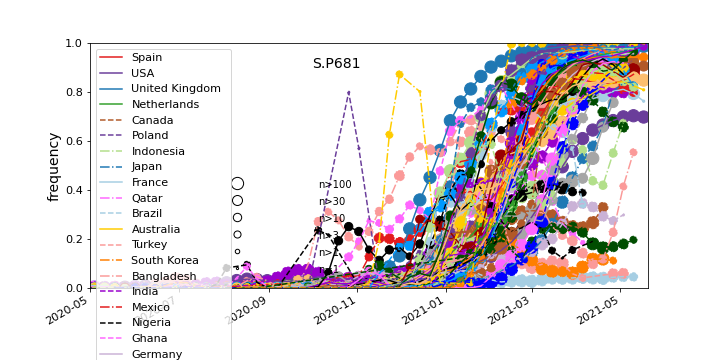 S.P681
frequency
1.0
0.8
0.6
0.4
0.2
0.0
Spain
USA
United Kingdom
Netherlands
Canada
Poland
Indonesia
Japan
France
Qatar
Brazil
Australia
Turkey
South Korea
Bangladesh
India
Mexico
Nigeria
Ghana
Germany
n>100
n>30
n>10
n>3
2020-05
2020-09
2020-11
2021-01
2021-03
2021-05